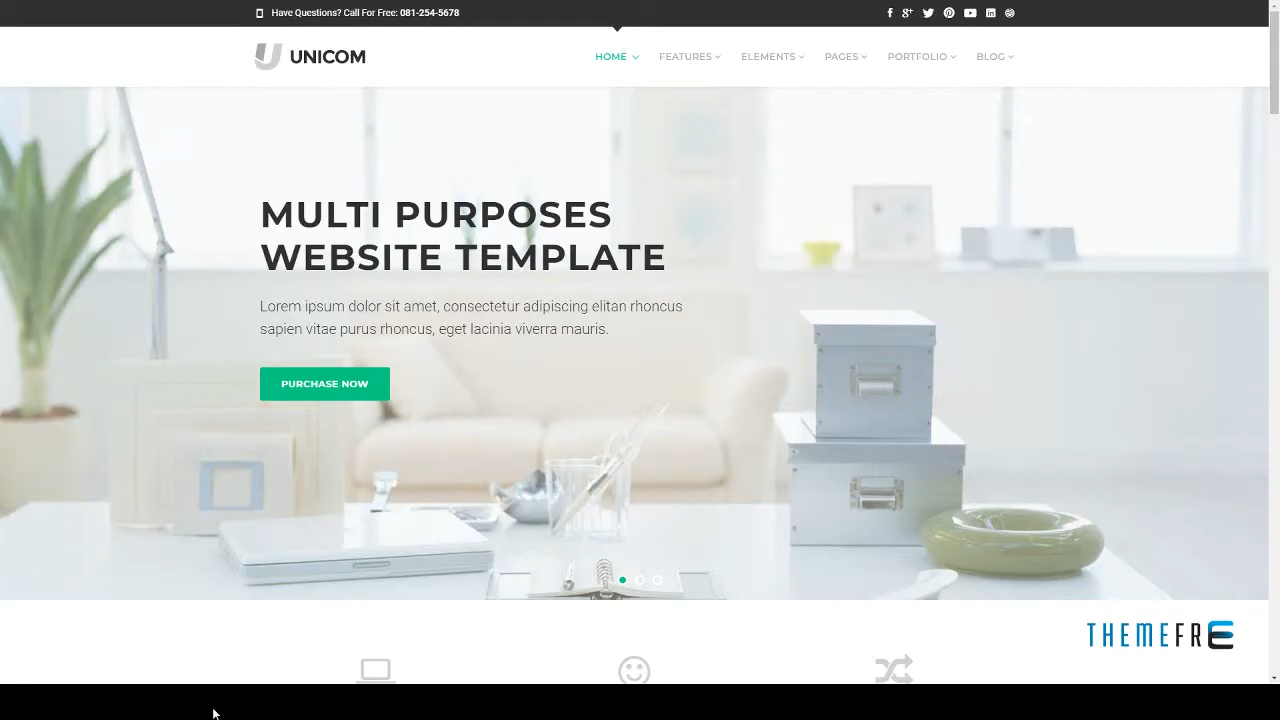 Have Questions? Call For Free: 081-254-5678
UNICOM
HOME FEATURES ELEMENTS PAGES PORTFOLIO BLOG
MULTI PURPOSES
WEBSITE TEMPLATE
Lorem ipsum dolor sit amet, consectetur adipiscing elitan rhoncus
sapien vitae purus rhoncus, eget lacinia viverra mauris.
PURCHASE NOW
THEMEFRE